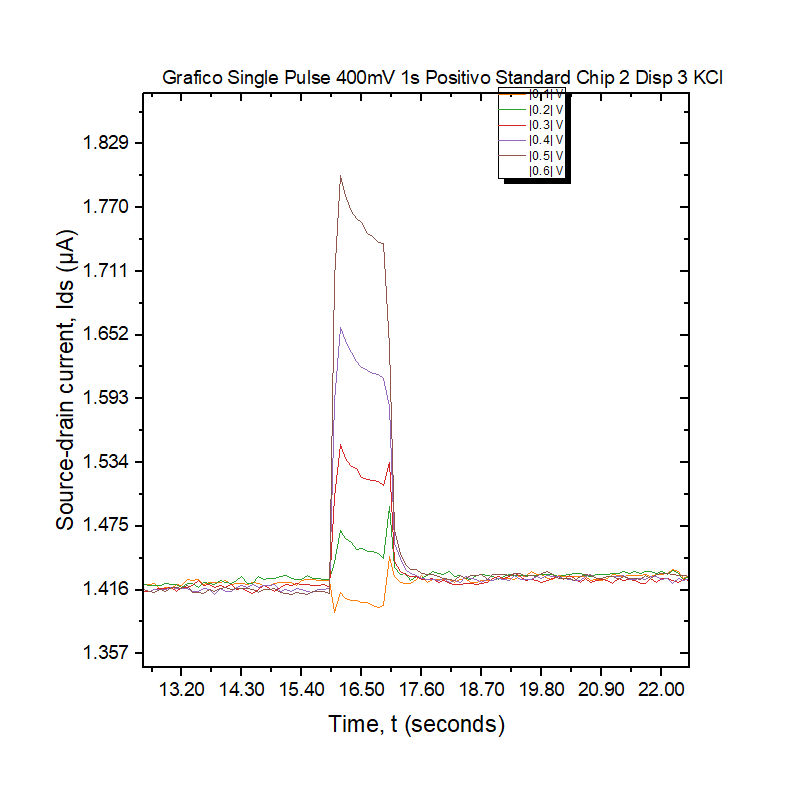 Grafico Single Pulse 400mV 1s Positivo Standard Chip 2 Disp 3 KCl
|0.1| V
|0.2| V
|0.3| V
|0.4| V
|0.5| V
|0.6| V
1.829
1.770
1.711
1.652
1.593
1.534
1.475
1.416
1.357
Source-drain current, Ids (µA)
13.20 14.30 15.40 16.50 17.60 18.70 19.80 20.90 22.00
Time, t (seconds)